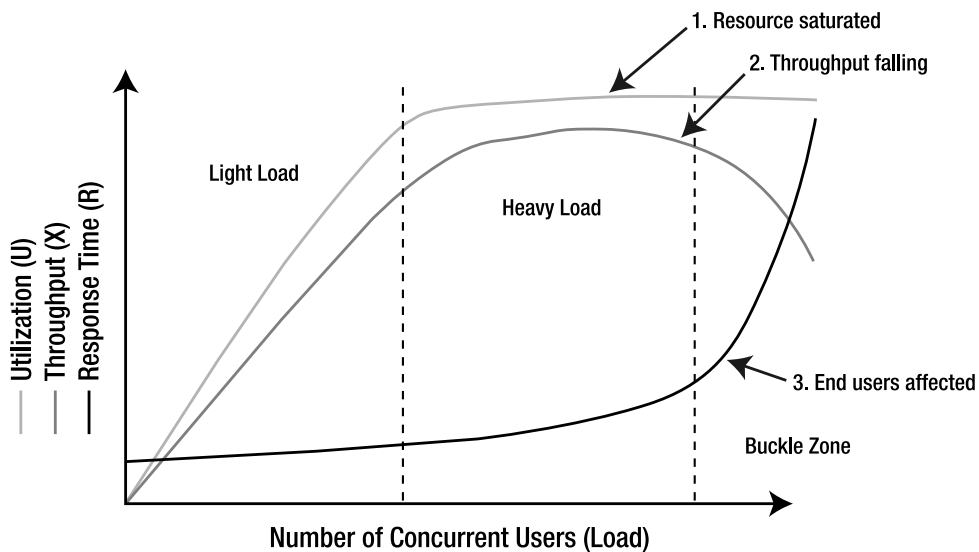 1. Resource saturated
2. Throughput falling
Light Load
Heavy Load
Utilization (U)
Throughput (X)
Response Time (R)
3. End users affected
Buckle Zone
Number of Concurrent Users (Load)